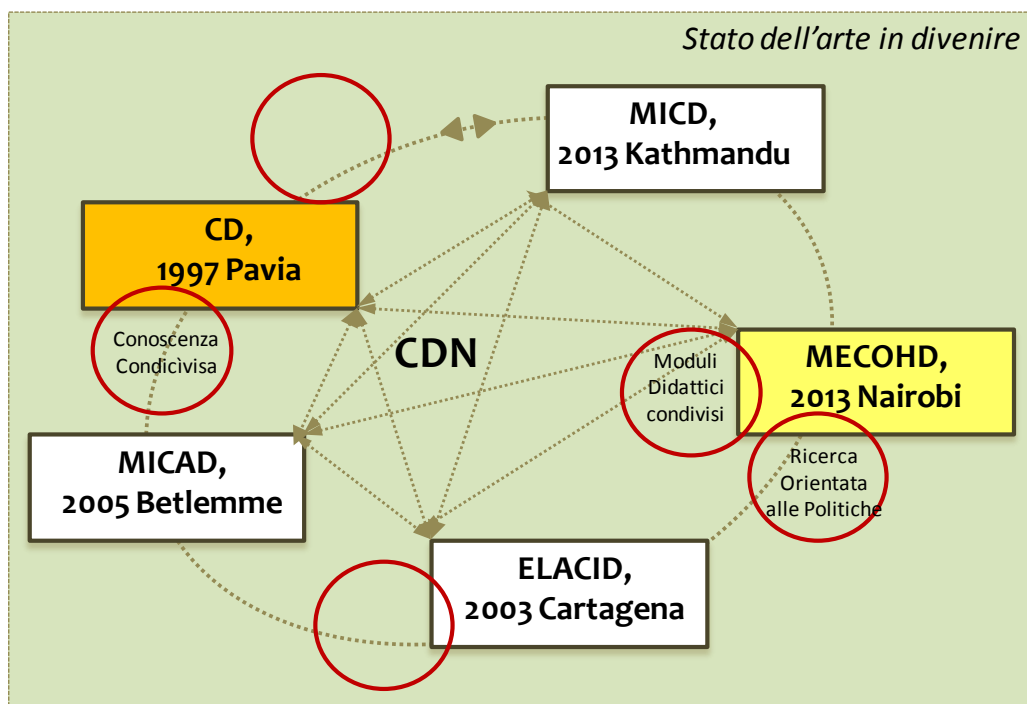 Stato dell'arte in divenire
MICD,
2013 Kathmandu
CD,
1997 Pavia
Conoscenza
Condicìvisa
CDN
Moduli
Didattici
condivisi
MECOHD,
2013 Nairobi
Ricerca
Orientata
alle Politiche
MICAD,
2005 Betlemme
ELACID,
2003 Cartagena